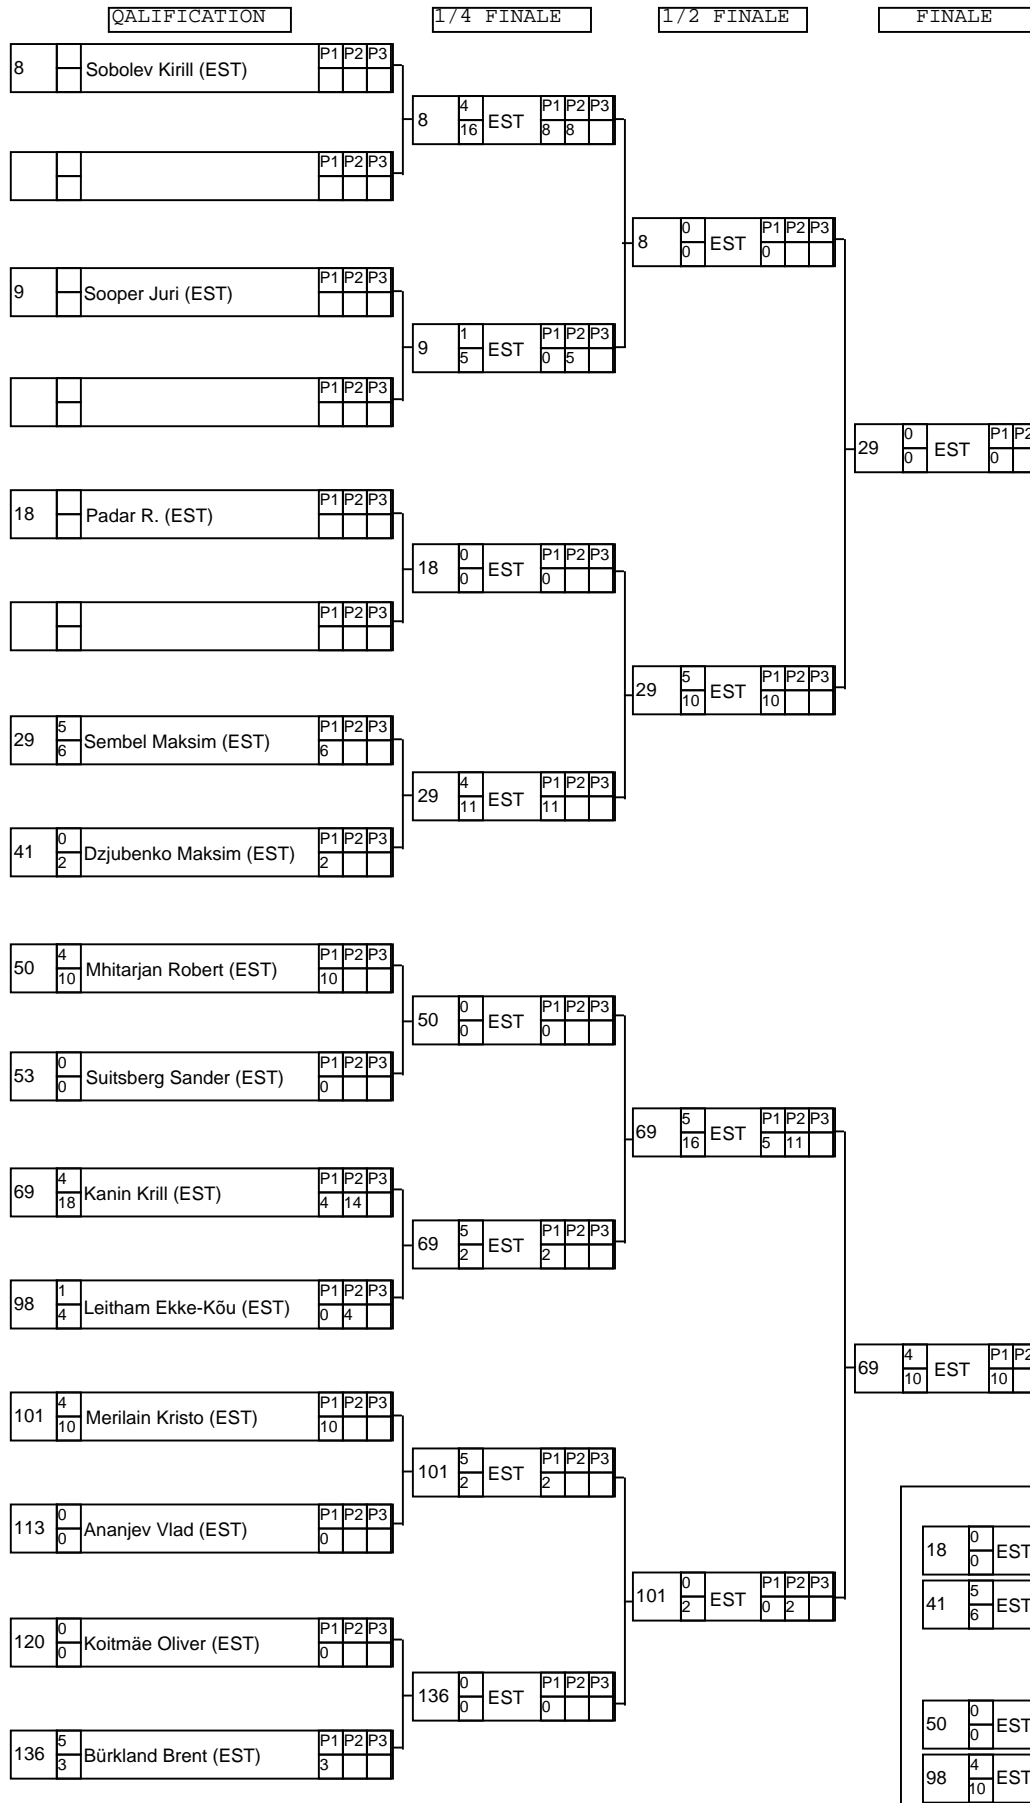 QALIFICATION 1/4 FINALE 1/2 FINALE FINALE
8 Sobolev Kirill (EST) P1 P2 P3
8 4 16 EST P1 P2 P3 8 8
P1 P2 P3
8 0 0 EST P1 P2 P3 0
9 Sooper Juri (EST) P1 P2 P3
9 1 5 EST P1 P2 P3 0 5
P1 P2 P3
29 0 0 EST P1 P2 0
18 Padar R. (EST) P1 P2 P3
18 0 0 EST P1 P2 P3 0
P1 P2 P3
29 5 10 EST P1 P2 P3 10
29 5 6 Sembel Maksim (EST) P1 P2 P3 6
29 4 11 EST P1 P2 P3 11
41 0 2 Dzjubenko Maksim (EST) P1 P2 P3 2
50 4 10 Mhitarjan Robert (EST) P1 P2 P3 10
50 0 0 EST P1 P2 P3 0
53 0 0 Suitsberg Sander (EST) P1 P2 P3 0
69 5 16 EST P1 P2 P3 5 11
69 4 18 Kanin Krill (EST) P1 P2 P3 4 14
69 5 2 EST P1 P2 P3 2
98 1 4 Leitham Ekke-Kõu (EST) P1 P2 P3 0 4
69 4 10 EST P1 P2 10
101 4 10 Merilain Kristo (EST) P1 P2 P3 10
101 5 2 EST P1 P2 P3 2
113 0 0 Ananjev Vlad (EST) P1 P2 P3 0
18 0 0 EST
101 0 2 EST P1 P2 P3 0 2
41 5 6 EST
120 0 0 Koitmäe Oliver (EST) P1 P2 P3 0
136 0 0 EST P1 P2 P3 0
50 0 0 EST
136 5 3 Bürkland Brent (EST) P1 P2 P3 3
98 4 10 EST